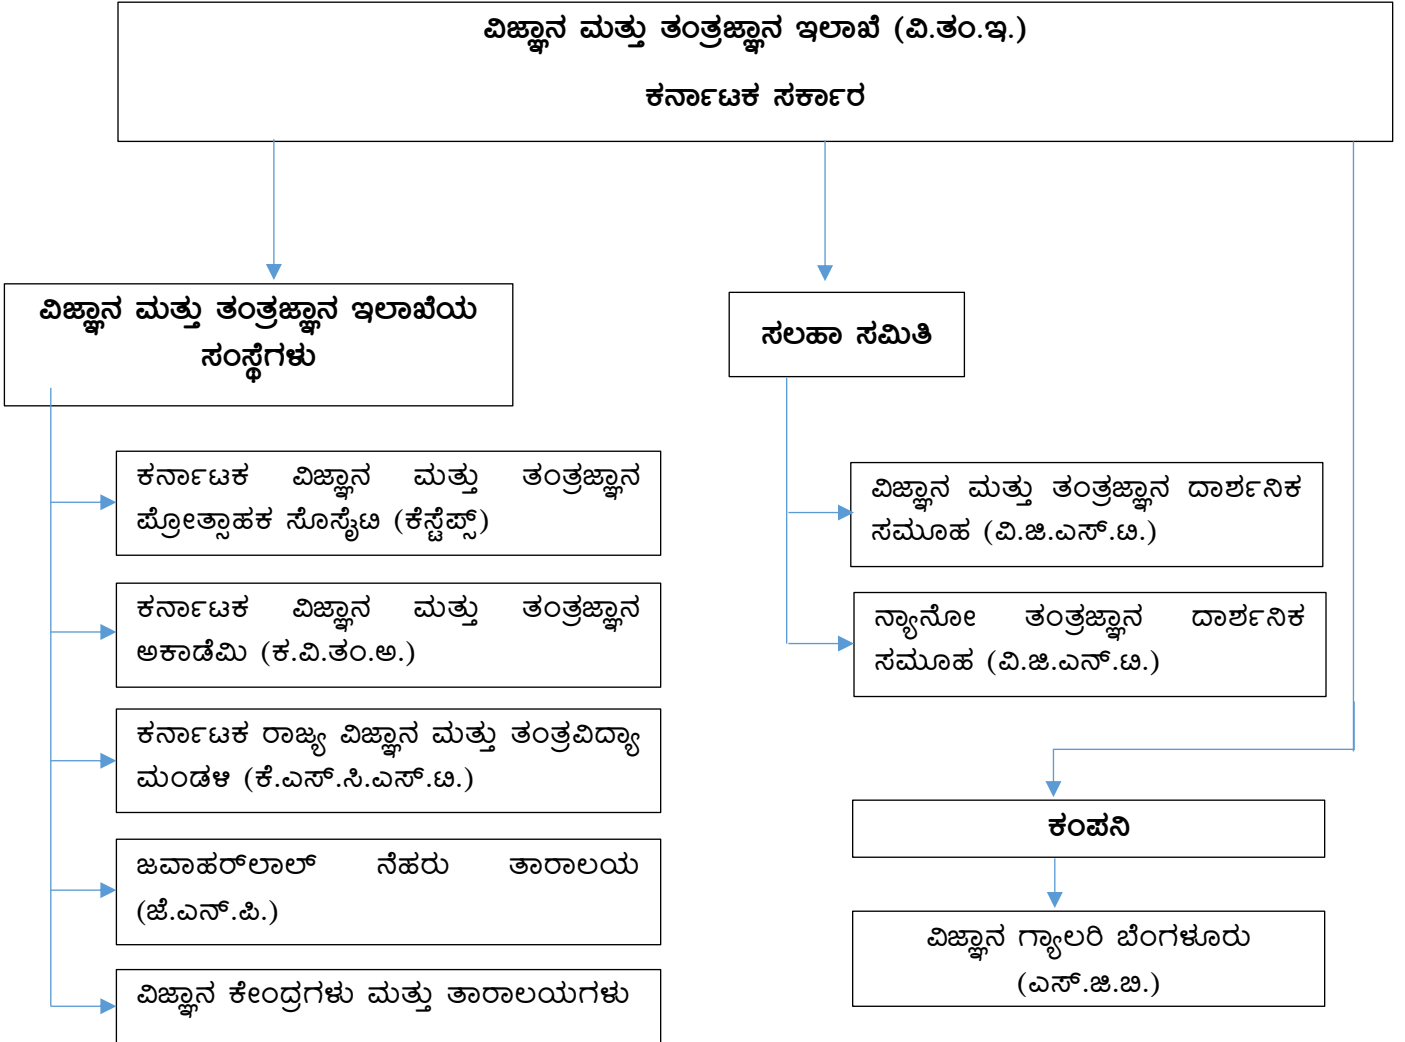 ವಿಜ್ಞಾನ ಮತ್ತು ತಂತ್ರಜ್ಞಾನ ಇಲಾಖೆ (ವಿ.ತಂ.ಇ.)
ಕರ್ನಾಟಕ ಸರ್ಕಾರ
ವಿಜ್ಞಾನ ಮತ್ತು ತಂತ್ರಜ್ಞಾನ ಇಲಾಖೆಯ
ಸಂಸ್ಥೆಗಳು
ಕರ್ನಾಟಕ ವಿಜ್ಞಾನ ಮತ್ತು ತಂತ್ರಜ್ಞಾನ
ಪ್ರೋತ್ಸಾಹಕ ಸೊಸೈಟಿ (ಕೆಸ್ಟೆಪ್ಸ್)
ಕರ್ನಾಟಕ ವಿಜ್ಞಾನ ಮತ್ತು ತಂತ್ರಜ್ಞಾನ
ಅಕಾಡೆಮಿ (ಕ.ವಿ.ತಂ.ಅ.)
ಕರ್ನಾಟಕ ರಾಜ್ಯ ವಿಜ್ಞಾನ ಮತ್ತು ತಂತ್ರವಿದ್ಯಾ
ಮಂಡಳಿ (ಕೆ.ಎಸ್.ಸಿ.ಎಸ್.ಟಿ.)
ಜವಾಹರ್‌ಲಾಲ್ ನೆಹರು ತಾರಾಲಯ
(ಜೆ.ಎನ್.ಪಿ.)
ವಿಜ್ಞಾನ ಕೇಂದ್ರಗಳು ಮತ್ತು ತಾರಾಲಯಗಳು
ಸಲಹಾ ಸಮಿತಿ
ವಿಜ್ಞಾನ ಮತ್ತು ತಂತ್ರಜ್ಞಾನ ದಾರ್ಶನಿಕ
ಸಮೂಹ (ವಿ.ಜಿ.ಎಸ್.ಟಿ.)
ನ್ಯಾನೋ ತಂತ್ರಜ್ಞಾನ ದಾರ್ಶನಿಕ
ಸಮೂಹ (ವಿ.ಜಿ.ಎನ್.ಟಿ.)
ಕಂಪನಿ
ವಿಜ್ಞಾನ ಗ್ಯಾಲರಿ ಬೆಂಗಳೂರು
(ಎಸ್.ಜಿ.ಬಿ.)